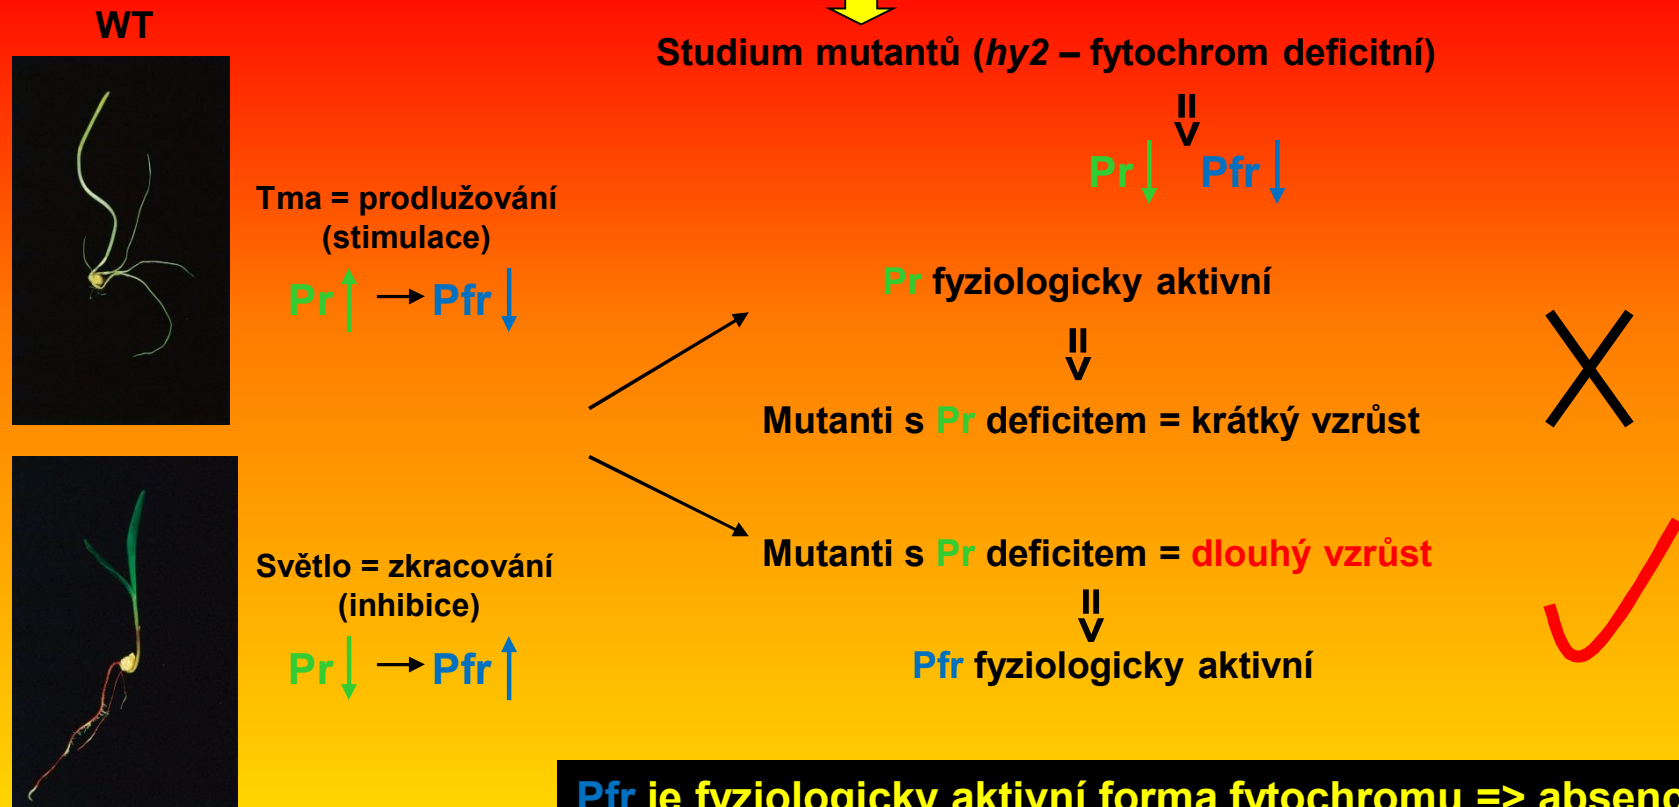 WT
Studium mutantů (hy2 – fytochrom deficitní)
=>
Pr↓ Pfr↓
Tma = prodlužování
(stimulace)
Pr↑ → Pfr↓
Pr fyziologicky aktivní
=>
Mutanti s Pr deficitem = krátký vzrůst
Mutanti s Pr deficitem = dlouhý vzrůst
=>
Pfr fyziologicky aktivní
Světlo = zkracování
(inhibice)
Pr↓ → Pfr↑
Pfr je fyziologicky aktivní forma fytochromu => absenc